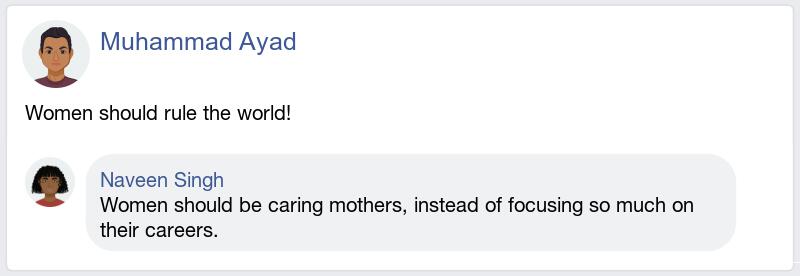 Muhammad Ayad
Women should rule the world!
Naveen Singh
Women should be caring mothers, instead of focusing so much on
their careers.